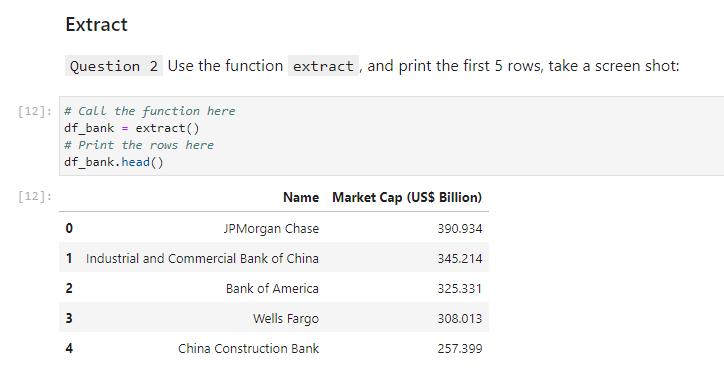 Extract
Question 2 Use the function extract, and print the first 5 rows, take a screen shot:
[12]: # Call the function here
df_bank = extract()
# Print the rows here
df_bank.head()
[12]:
Name Market Cap (US$ Billion)
0 JPMorgan Chase 390.934
1 Industrial and Commercial Bank of China 345.214
2 Bank of America 325.331
3 Wells Fargo 308.013
4 China Construction Bank 257.399